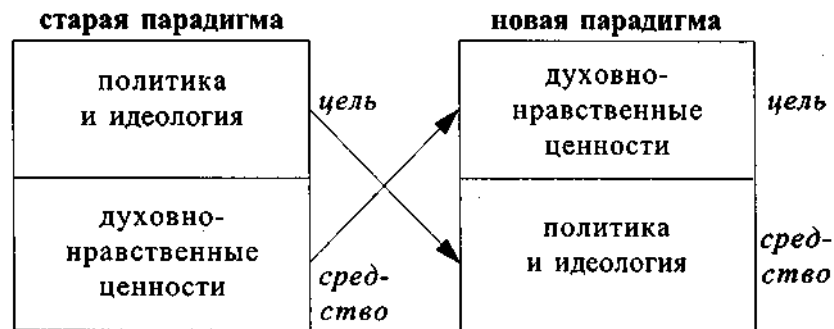 старая парадигма
политика
и идеология
цель
духовно-
нравственные
ценности
сред-
ство
новая парадигма
духовно-
нравственные
ценности
цель
политика
и идеология
сред-
ство